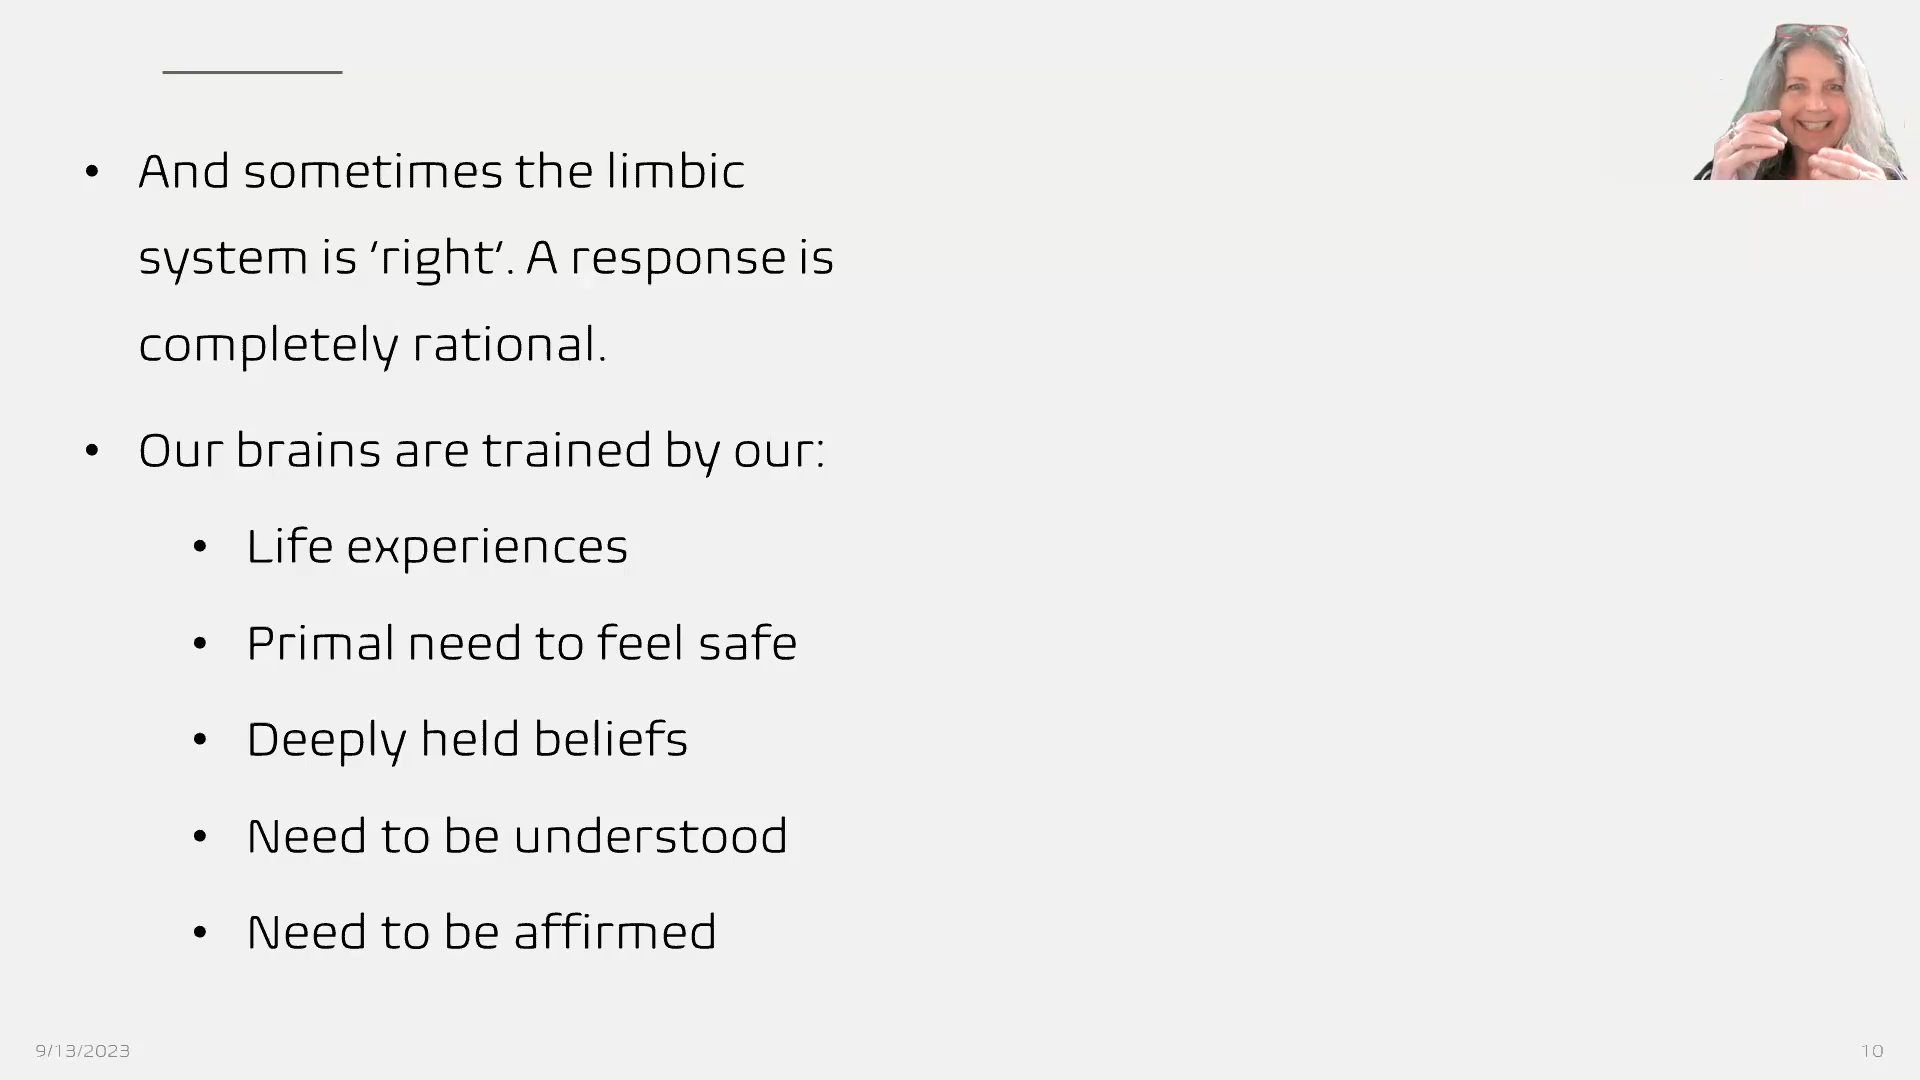 • And sometimes the limbic
system is ‘right’. A response is
completely rational.
• Our brains are trained by our:
• Life experiences
• Primal need to feel safe
• Deeply held beliefs
• Need to be understood
• Need to be affirmed
9/13/2023
10